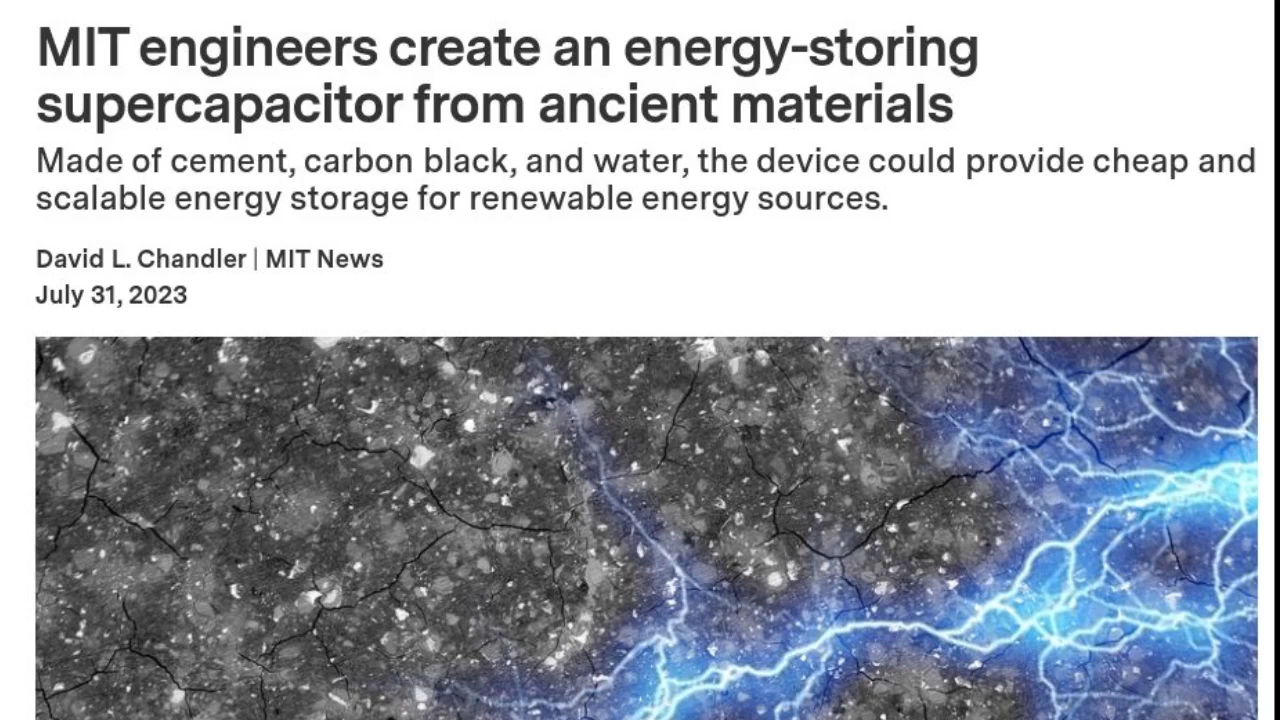 MIT engineers create an energy-storing
supercapacitor from ancient materials
Made of cement, carbon black, and water, the device could provide cheap and
scalable energy storage for renewable energy sources.
David L. Chandler | MIT News
July 31, 2023